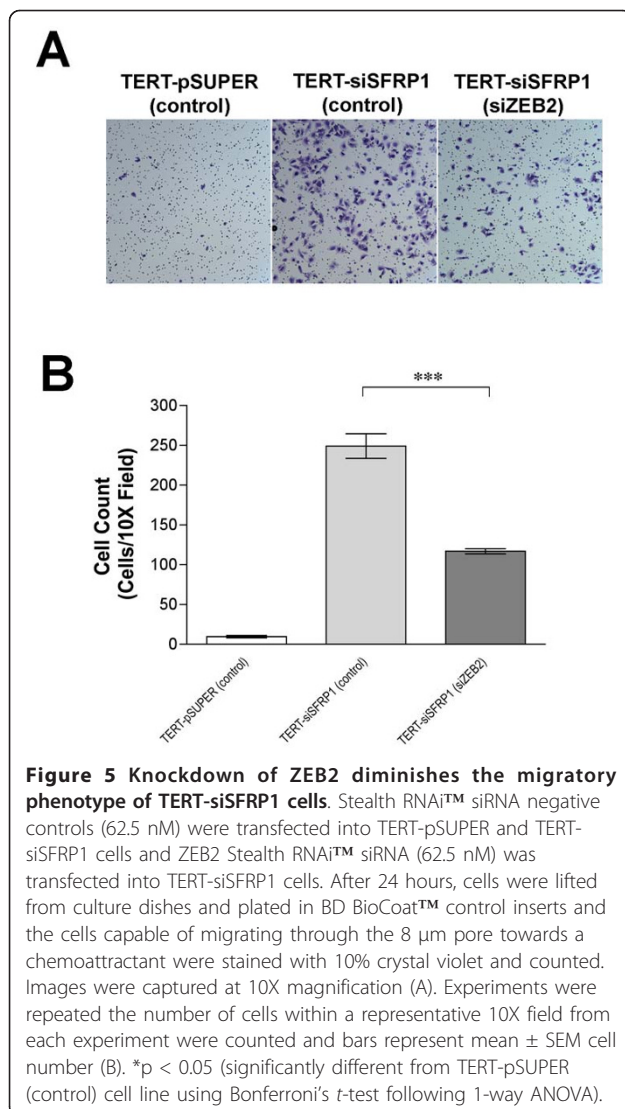 A
TERT-pSUPER
(control)
TERT-siSFRP1
(control)
TERT-siSFRP1
(siZEB2)
B
***
300
250
200
150
100
50
0
Cell Count
(Cells/10X Field)
TERT-pSUPER (control)
TERT-siSFRP1 (control)
TERT-siSFRP1 (siZEB2)
Figure 5 Knockdown of ZEB2 diminishes the migratory
phenotype of TERT-siSFRP1 cells. Stealth RNAi™ siRNA negative
controls (62.5 nM) were transfected into TERT-pSUPER and TERT-
siSFRP1 cells and ZEB2 Stealth RNAi™ siRNA (62.5 nM) was
transfected into TERT-siSFRP1 cells. After 24 hours, cells were lifted
from culture dishes and plated in BD BioCoat™ control inserts and
the cells capable of migrating through the 8 μm pore towards a
chemoattractant were stained with 10% crystal violet and counted.
Images were captured at 10X magnification (A). Experiments were
repeated the number of cells within a representative 10X field from
each experiment were counted and bars represent mean ± SEM cell
number (B). *p < 0.05 (significantly different from TERT-pSUPER
(control) cell line using Bonferroni's t-test following 1-way ANOVA).